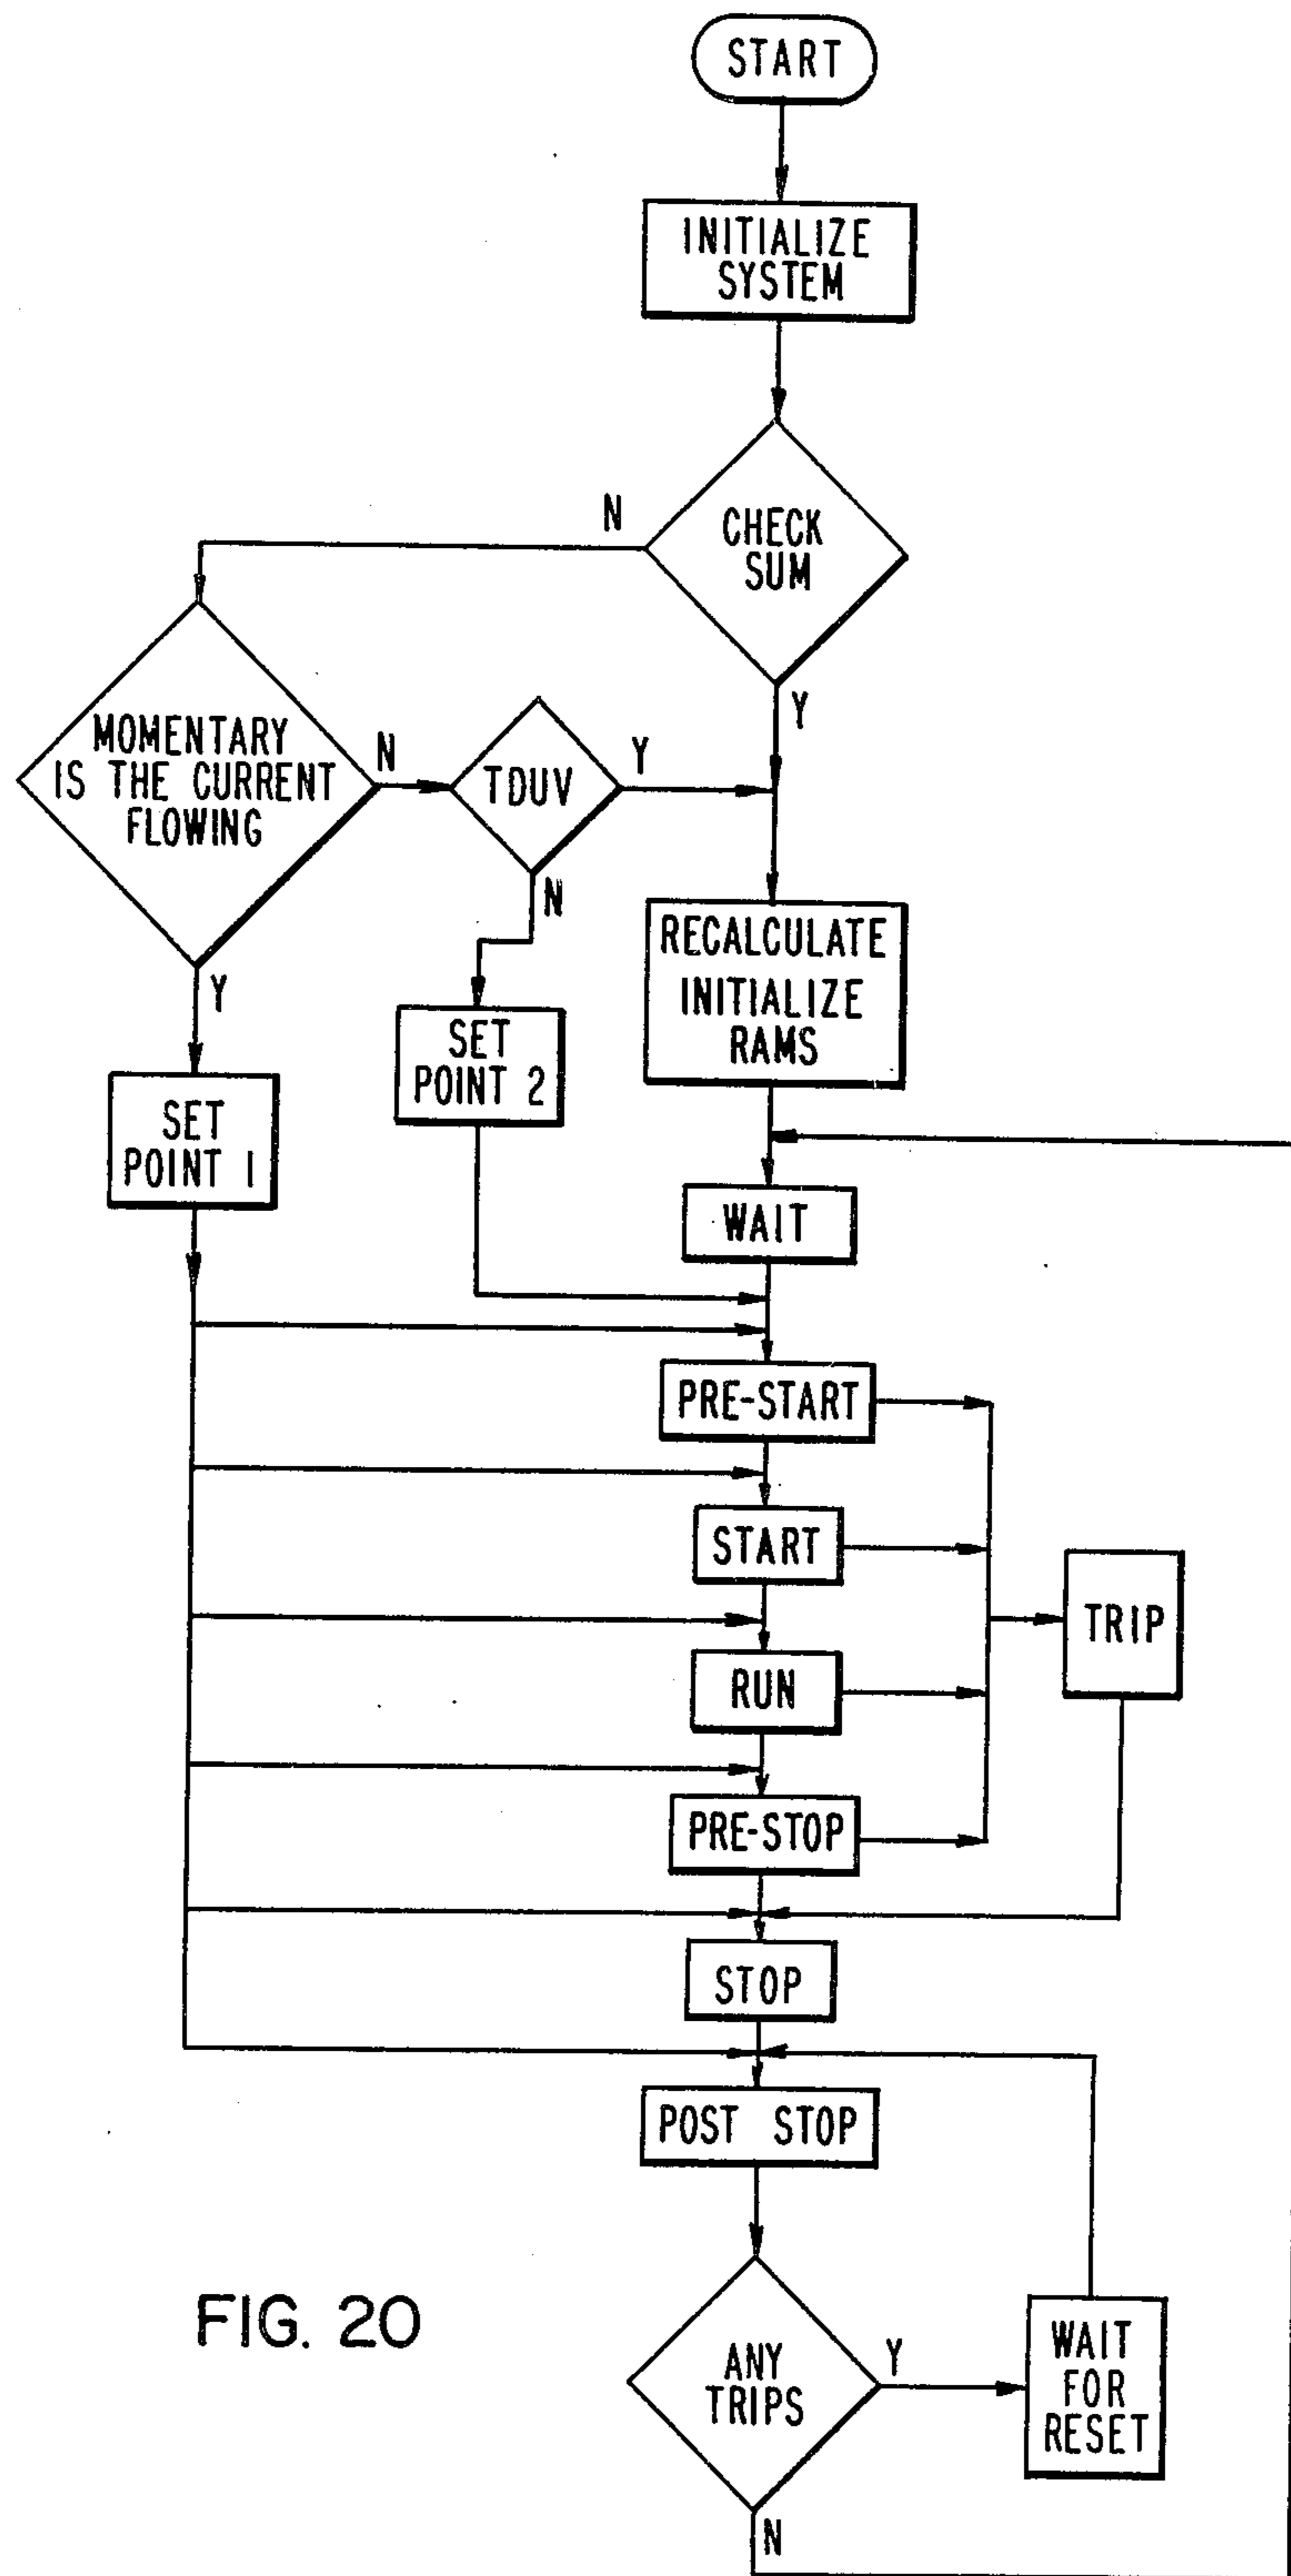 START
INITIALIZE
SYSTEM
N
CHECK
SUM
Y
MOMENTARY
IS THE CURRENT
FLOWING
N
TDUV
Y
N
Y
RECALCULATE
INITIALIZE
RAMS
SET
POINT 2
SET
POINT 1
WAIT
PRE-START
START
TRIP
RUN
PRE-STOP
STOP
POST STOP
ANY
TRIPS
Y
WAIT
FOR
RESET
N
FIG. 20